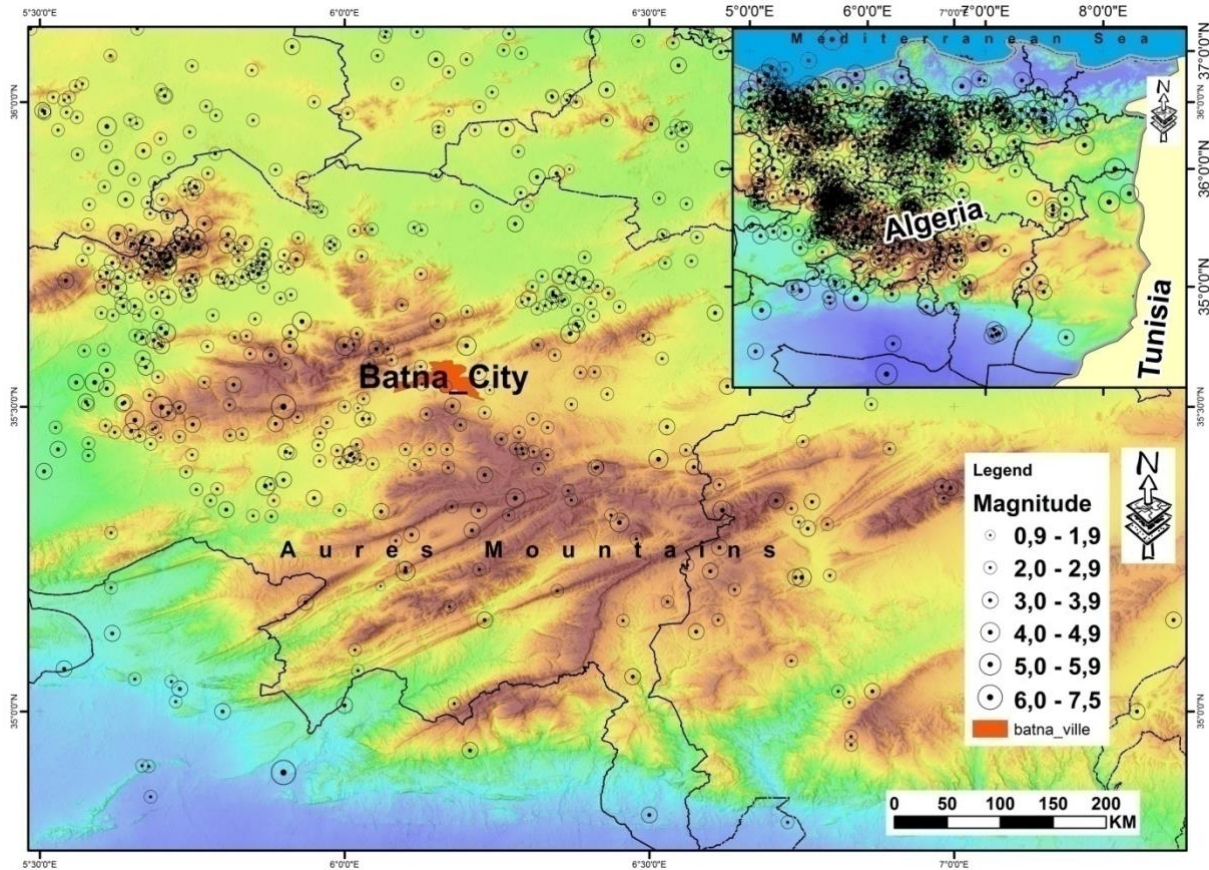 5°30'0"E 6°0'0"E 6°30'0"E 5°00"E 6°0'0"E 7°0'0"E 7°0'0"E 8°0'0"E
Mediterranean Sea
37°0'0"N
36°0'0"N
N
36°0'0"N
36°0'0"N
Algeria
35°0'0"N
Tunisia
Batna_City
35°30'0"N
35°30'0"N
Legend
Magnitude
0,9 - 1,9
2,0 - 2,9
3,0 - 3,9
4,0 - 4,9
5,0 - 5,9
6,0 - 7,5
batna_ville
N
Aures Mountains
35°0'0"N
35°0'0"N
0 50 100 150 200
KM
5°30'0"E 6°0'0"E 6°30'0"E 7°0'0"E